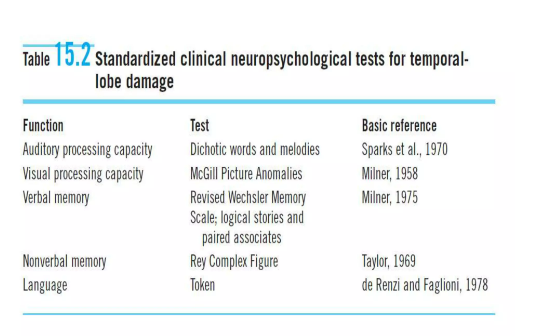 Table 15.2 Standardized clinical neuropsychological tests for temporal-
lobe damage
Function Test Basic reference
Auditory processing capacity Dichotic words and melodies Sparks et al., 1970
Visual processing capacity McGill Picture Anomalies Milner, 1958
Verbal memory Revised Wechsler Memory Milner, 1975
Scale; logical stories and
paired associates
Nonverbal memory Rey Complex Figure Taylor, 1969
Language Token de Renzi and Faglioni, 1978